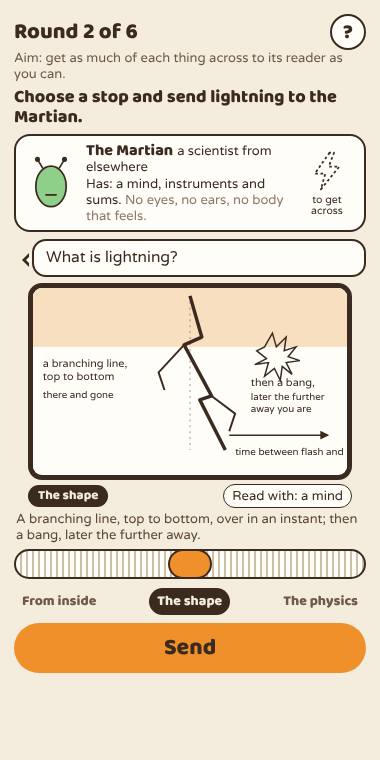 Round 2 of 6
?
Aim: get as much of each thing across to its reader as
you can.
Choose a stop and send lightning to the
Martian.
The Martian a scientist from
elsewhere
Has: a mind, instruments and
sums. No eyes, no ears, no body
that feels.
to get
across
What is lightning?
a branching line,
top to bottom
there and gone
then a bang,
later the further
away you are
time between flash and
The shape
Read with: a mind
A branching line, top to bottom, over in an instant; then
a bang, later the further away.
From inside
The shape
The physics
Send